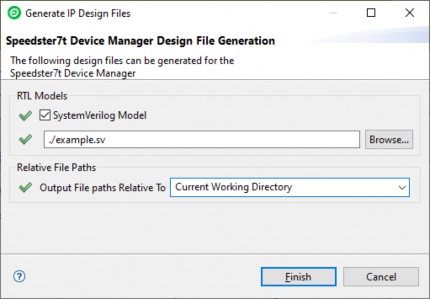 Generate IP Design Files
Speedster7t Device Manager Design File Generation
The following design files can be generated for the
Speedster7t Device Manager
RTL Models
SystemVerilog Model
./example.sv
Browse...
Relative File Paths
Output File paths Relative To
Current Working Directory
Finish
Cancel